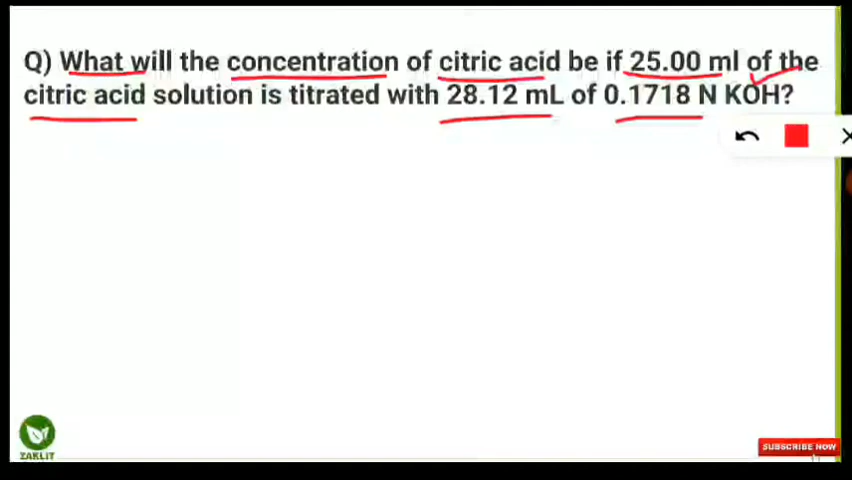 Q) What will the concentration of citric acid be if 25.00 ml of the
citric acid solution is titrated with 28.12 mL of 0.1718 N KOH?
ZAKLIT
SUBSCRIBE NOW